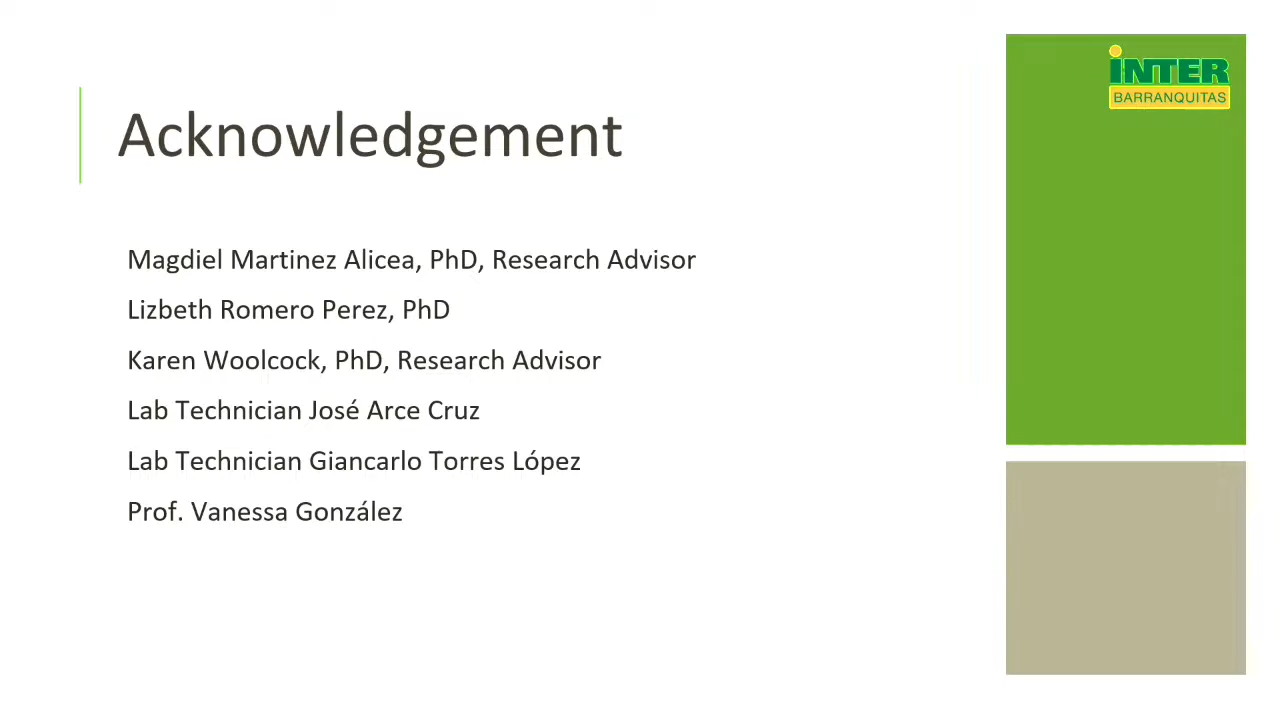 Acknowledgement
Magdiel Martinez Alicea, PhD, Research Advisor
Lizbeth Romero Perez, PhD
Karen Woolcock, PhD, Research Advisor
Lab Technician José Arce Cruz
Lab Technician Giancarlo Torres López
Prof. Vanessa González
iNTER
BARRANQUITAS